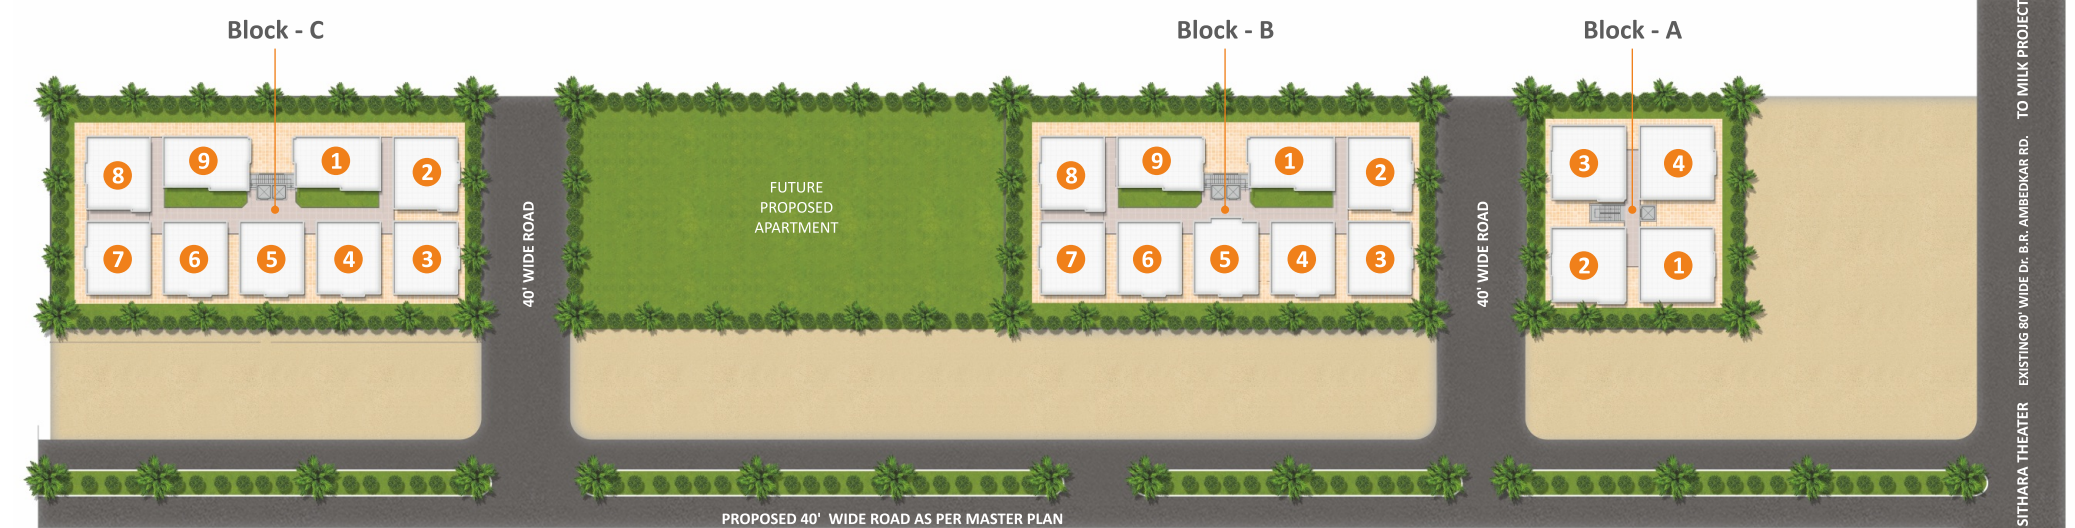 Block - C
Block - B
Block - A
8
9
1
2
7
6
5
4
3
40' WIDE ROAD
FUTURE
PROPOSED
APARTMENT
8
9
1
2
7
6
5
4
3
40' WIDE ROAD
3
4
2
1
SITHARA THEATER EXISTING 80' WIDE Dr. B.R. AMBEDKAR RD. TO MILK PROJECT
PROPOSED 40' WIDE ROAD AS PER MASTER PLAN